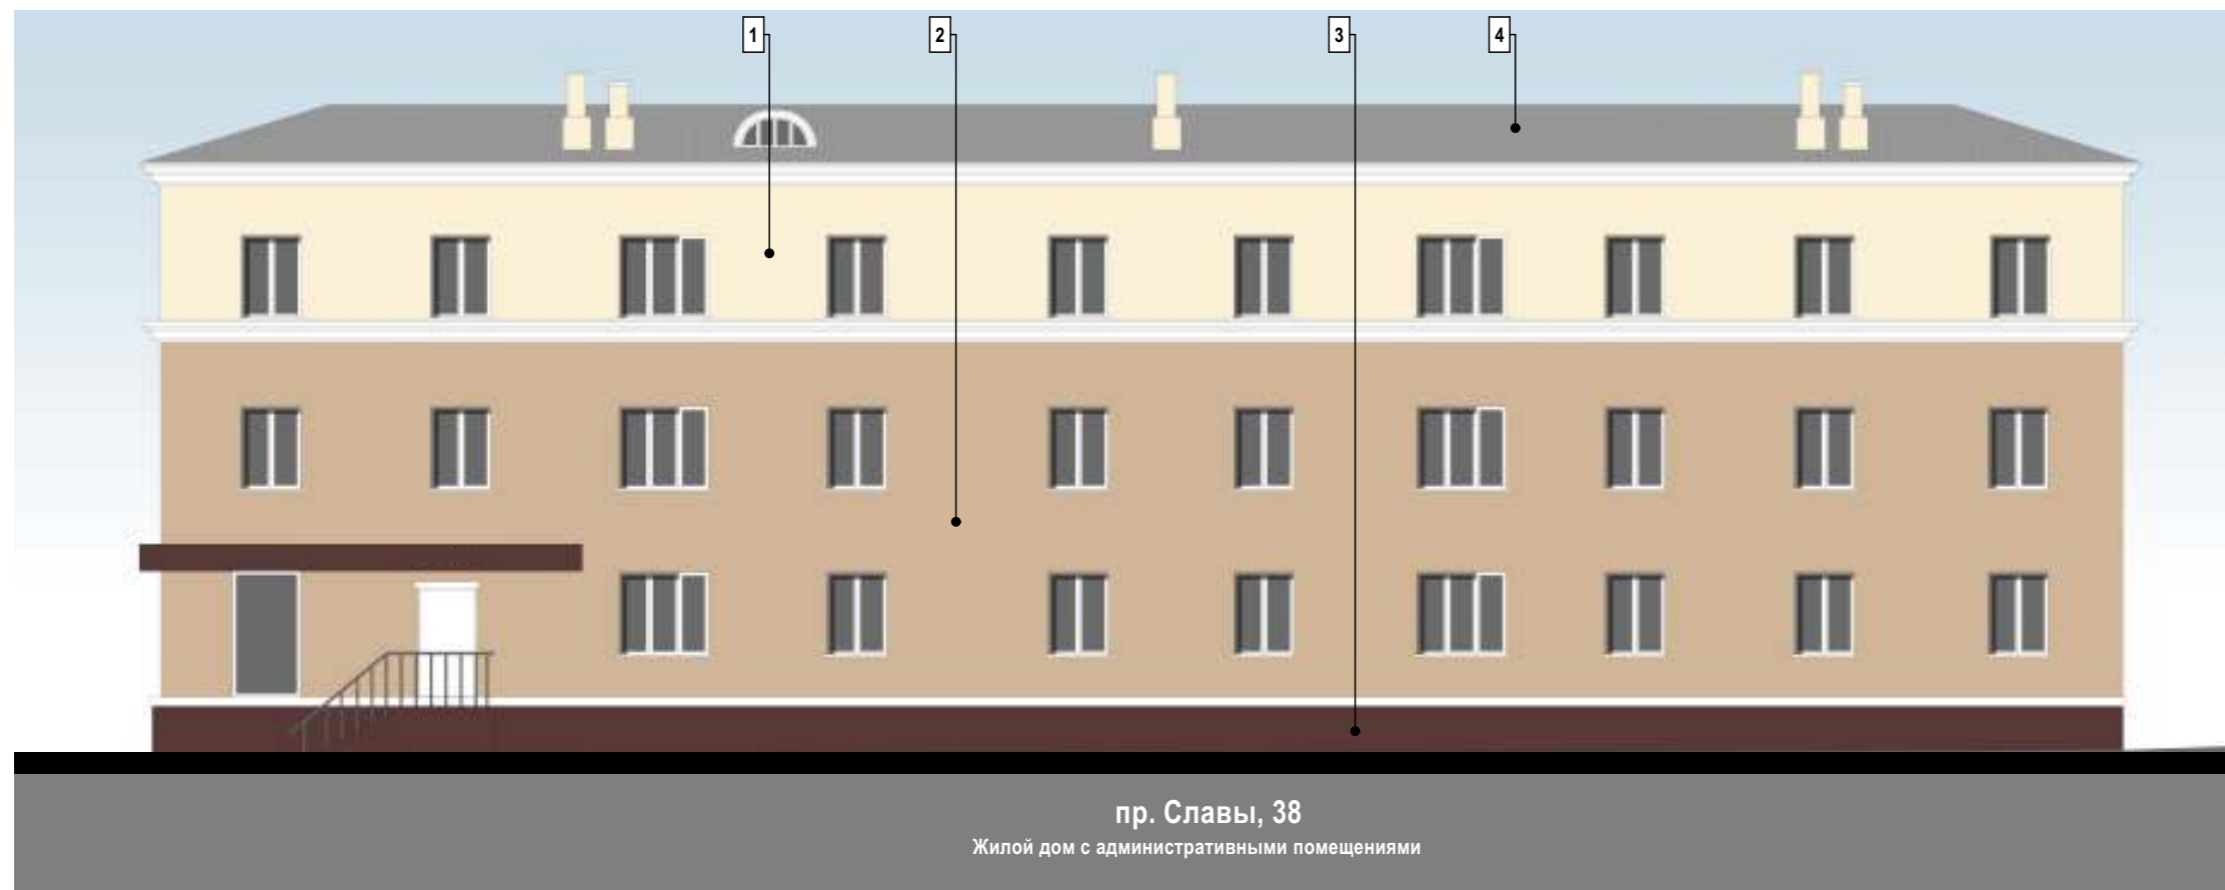 1 2 3 4
пр. Славы, 38
Жилой дом с административными помещениями